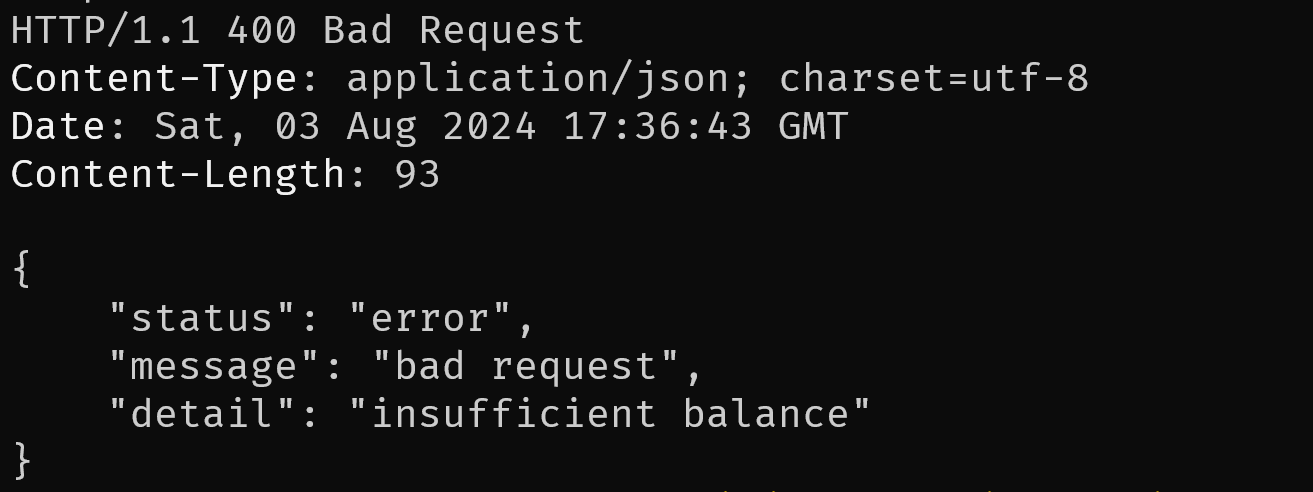 HTTP/1.1 400 Bad Request
Content-Type: application/json; charset=utf-8
Date: Sat, 03 Aug 2024 17:36:43 GMT
Content-Length: 93
{
"status": "error",
"message": "bad request",
"detail": "insufficient balance"
}